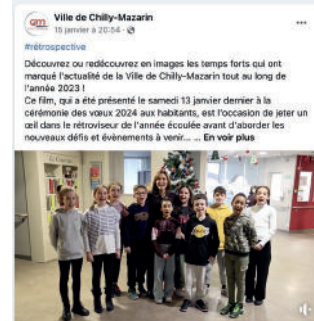 Ville de Chilly-Mazarin
15 janvier à 20:54
#rétrospective
Découvrez ou redécouvrez en images les temps forts qui ont
marqué l'actualité de la Ville de Chilly-Mazarin tout au long de
l'année 2023 !
Ce film, qui a été présenté le samedi 13 janvier dernier à la
cérémonie des vœux 2024 aux habitants, est l'occasion de jeter un
œil dans le rétroviseur de l'année écoulée avant d'aborder les
nouveaux défis et évènements à venir... ... En voir plus